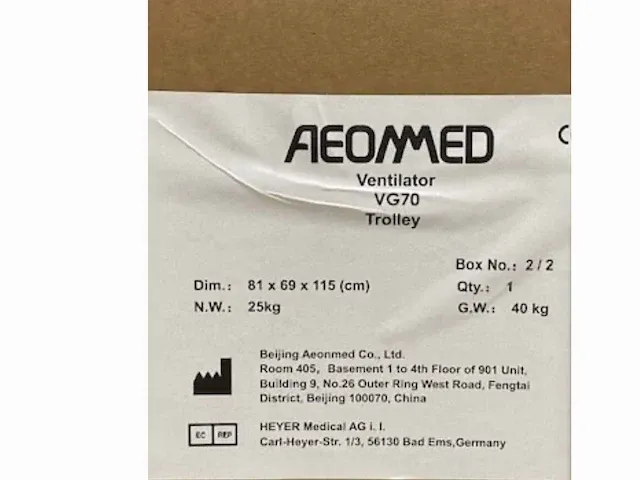 AEONMED
Ventilator
VG70
Trolley
Box No.: 2 / 2
Dim.: 81 x 69 x 115 (cm)
Qty.: 1
N.W.: 25kg
G.W.: 40 kg
Beijing Aeonmed Co., Ltd.
Room 405, Basement 1 to 4th Floor of 901 Unit,
Building 9, No.26 Outer Ring West Road, Fengtai
District, Beijing 100070, China
EC REP
HEYER Medical AG i. I.
Carl-Heyer-Str. 1/3, 56130 Bad Ems,Germany